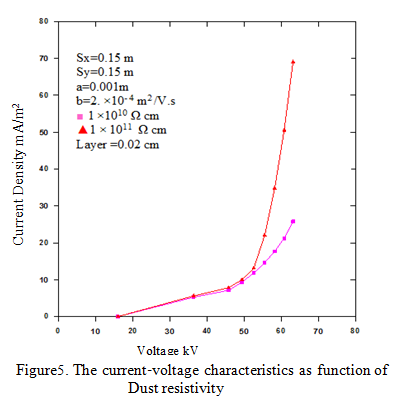 80
70
60
50
40
30
20
10
0
Current Density m A/m²
Sx=0.15 m
Sy=0.15 m
a=0.001m
b=2. ×10⁻⁴ m²/V.s
1 ×10¹⁰ Ω cm
1 ×10¹¹ Ω cm
Layer =0.02 cm
0 10 20 30 40 50 60 70 80
Voltage kV
Figure5. The current-voltage characteristics as function of
Dust resistivity